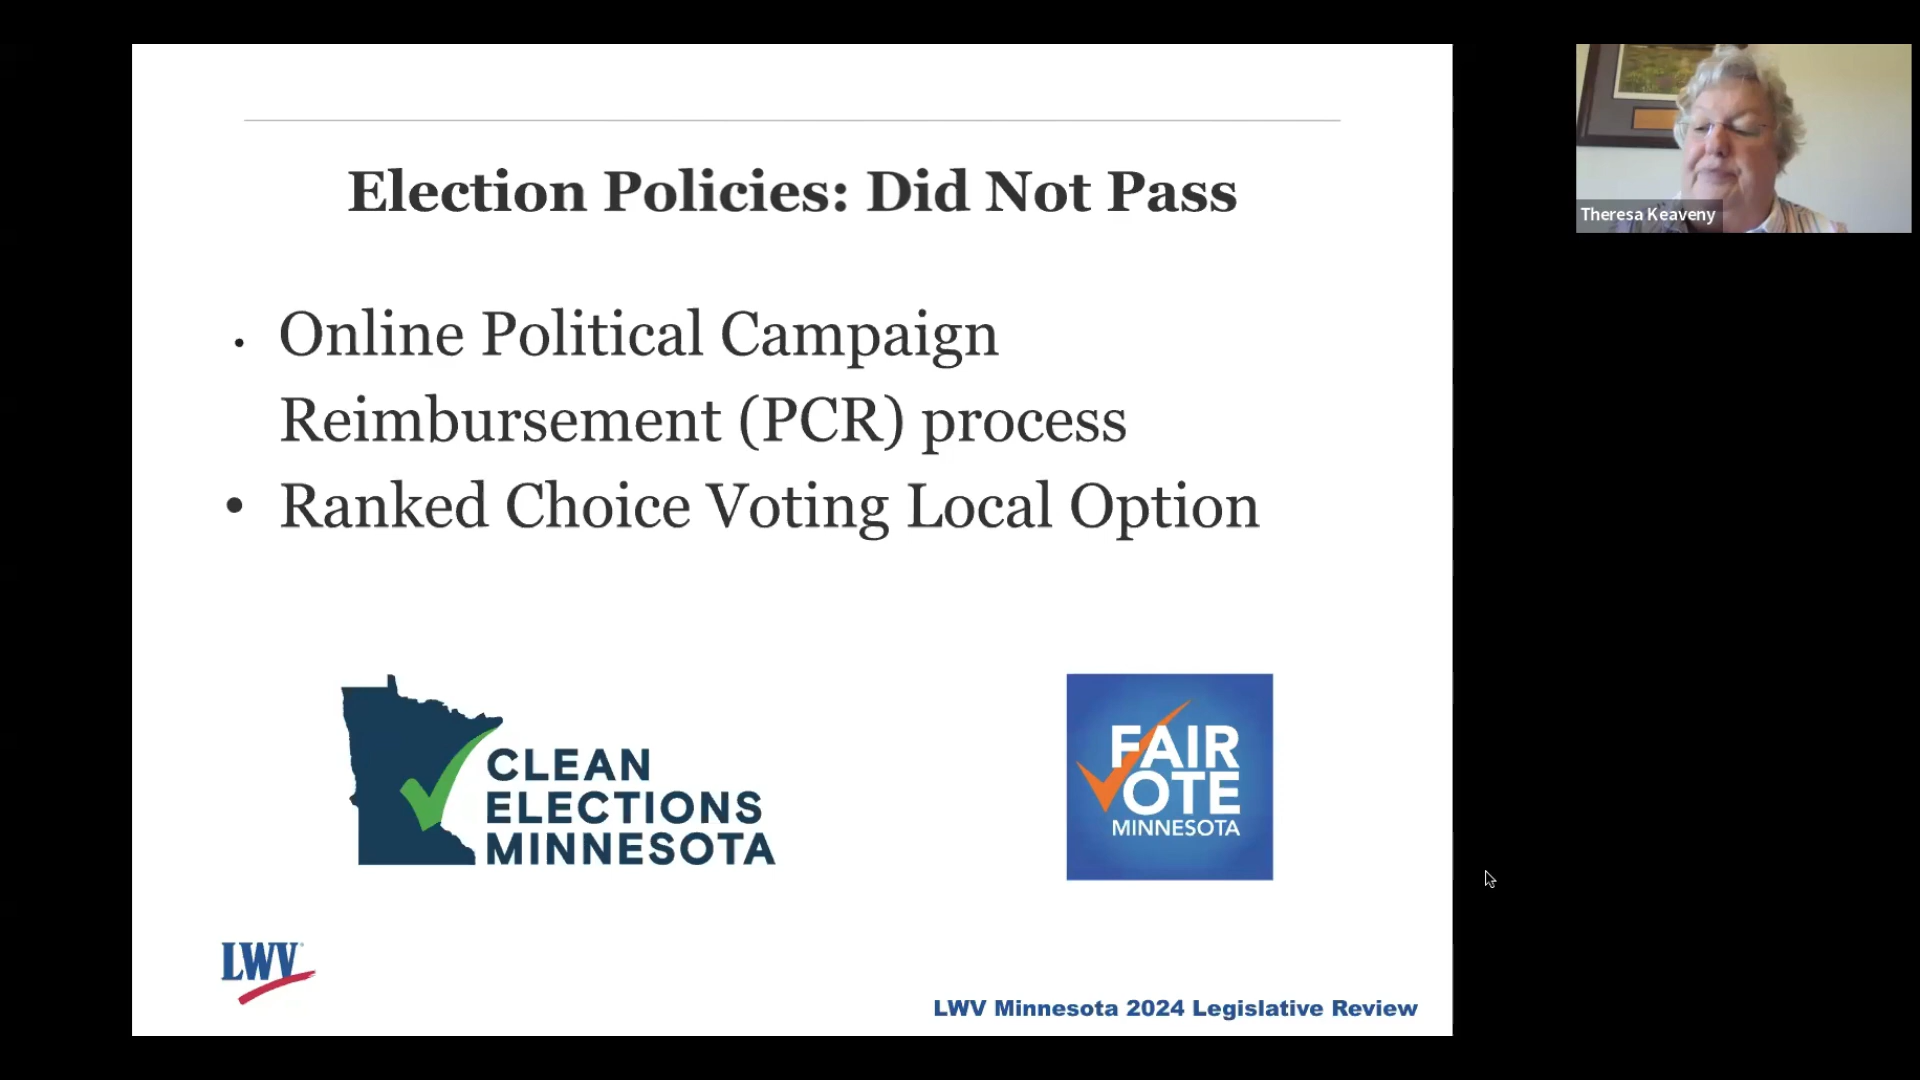 Election Policies: Did Not Pass
• Online Political Campaign
Reimbursement (PCR) process
• Ranked Choice Voting Local Option
CLEAN
ELECTIONS
MINNESOTA
FAIR
VOTE
MINNESOTA
LWV
LWV Minnesota 2024 Legislative Review
Theresa Keaveny